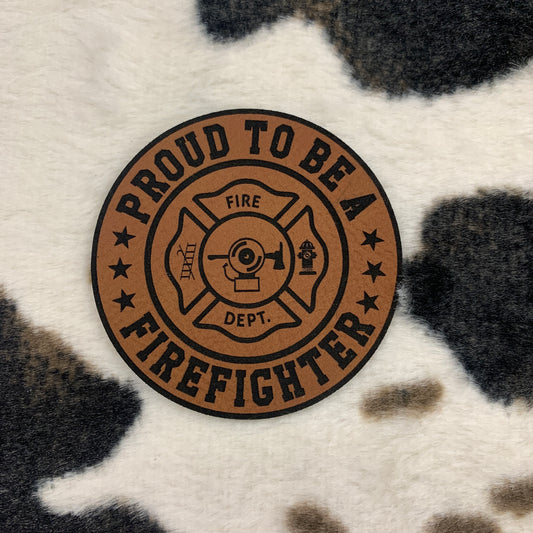 PROUD TO BE A
FIRE
DEPT.
FIREFIGHTER